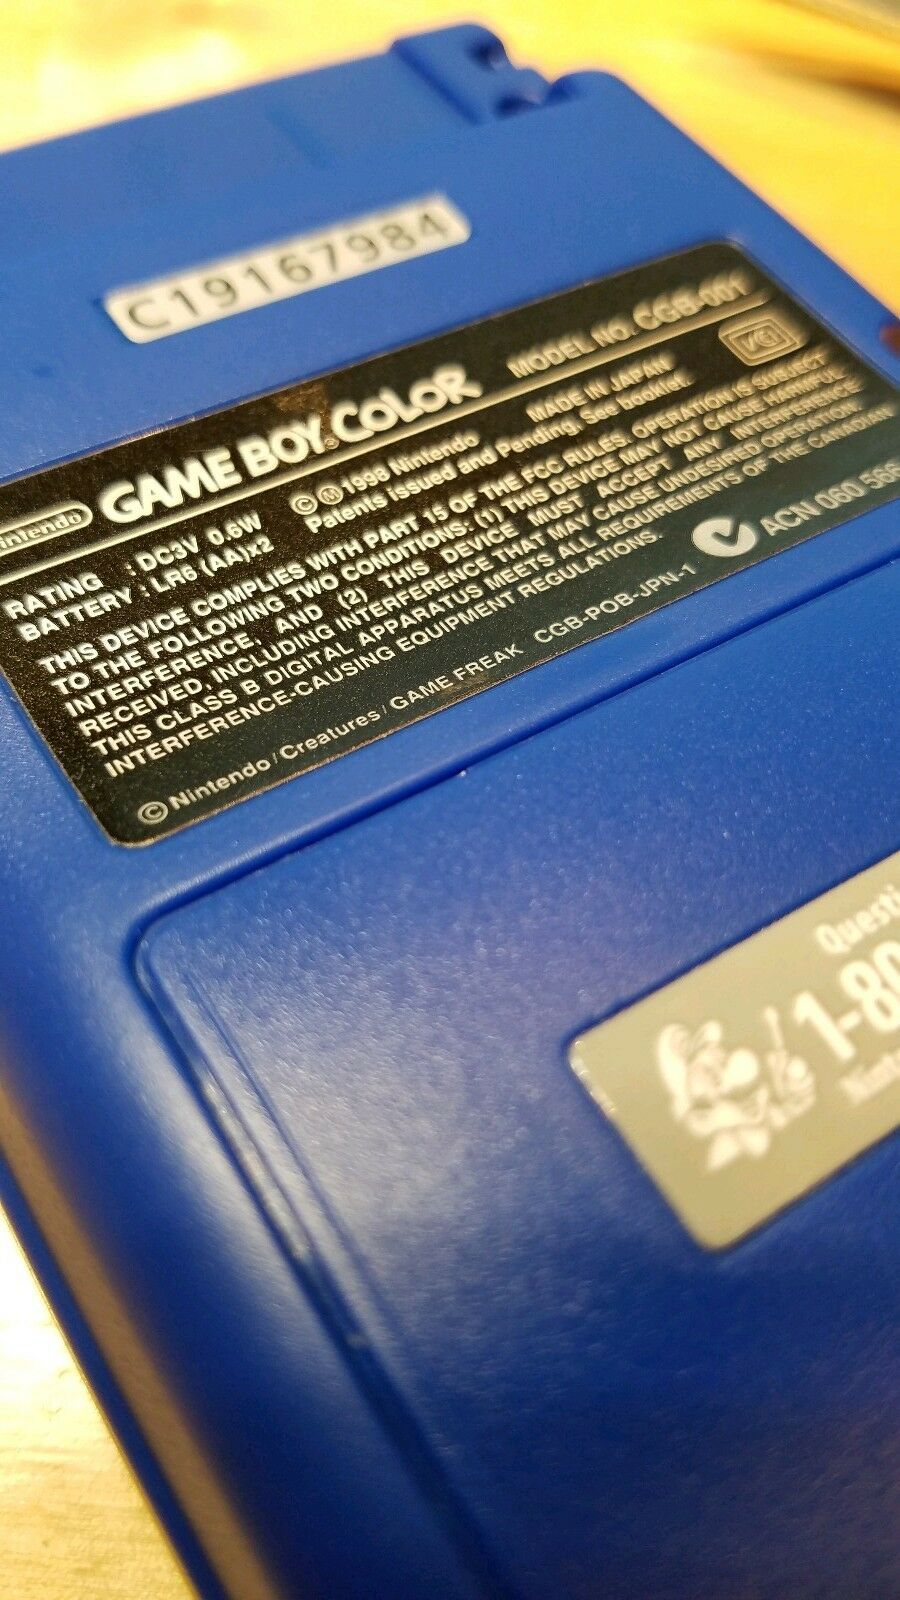 C19167984
Nintendo GAME BOY COLOR MODEL NO. CGB-001
RATING : DC3V 0.6W © Ⓜ 1998 Nintendo MADE IN JAPAN
BATTERY : LR6 (AA)x2 Patents Issued and Pending. See booklet. VG
THIS DEVICE COMPLIES WITH PART 15 OF THE FCC RULES. OPERATION IS SUBJECT
TO THE FOLLOWING TWO CONDITIONS: (1) THIS DEVICE MAY NOT CAUSE HARMFUL
INTERFERENCE, AND (2) THIS DEVICE MUST ACCEPT ANY INTERFERENCE
RECEIVED, INCLUDING INTERFERENCE THAT MAY CAUSE UNDESIRED OPERATION.
THIS CLASS B DIGITAL APPARATUS MEETS ALL REQUIREMENTS OF THE CANADIAN
INTERFERENCE-CAUSING EQUIPMENT REGULATIONS. ACN 060 566
© Nintendo / Creatures / GAME FREAK CGB-POB-JPN-1
Questi
1-80
Ninte